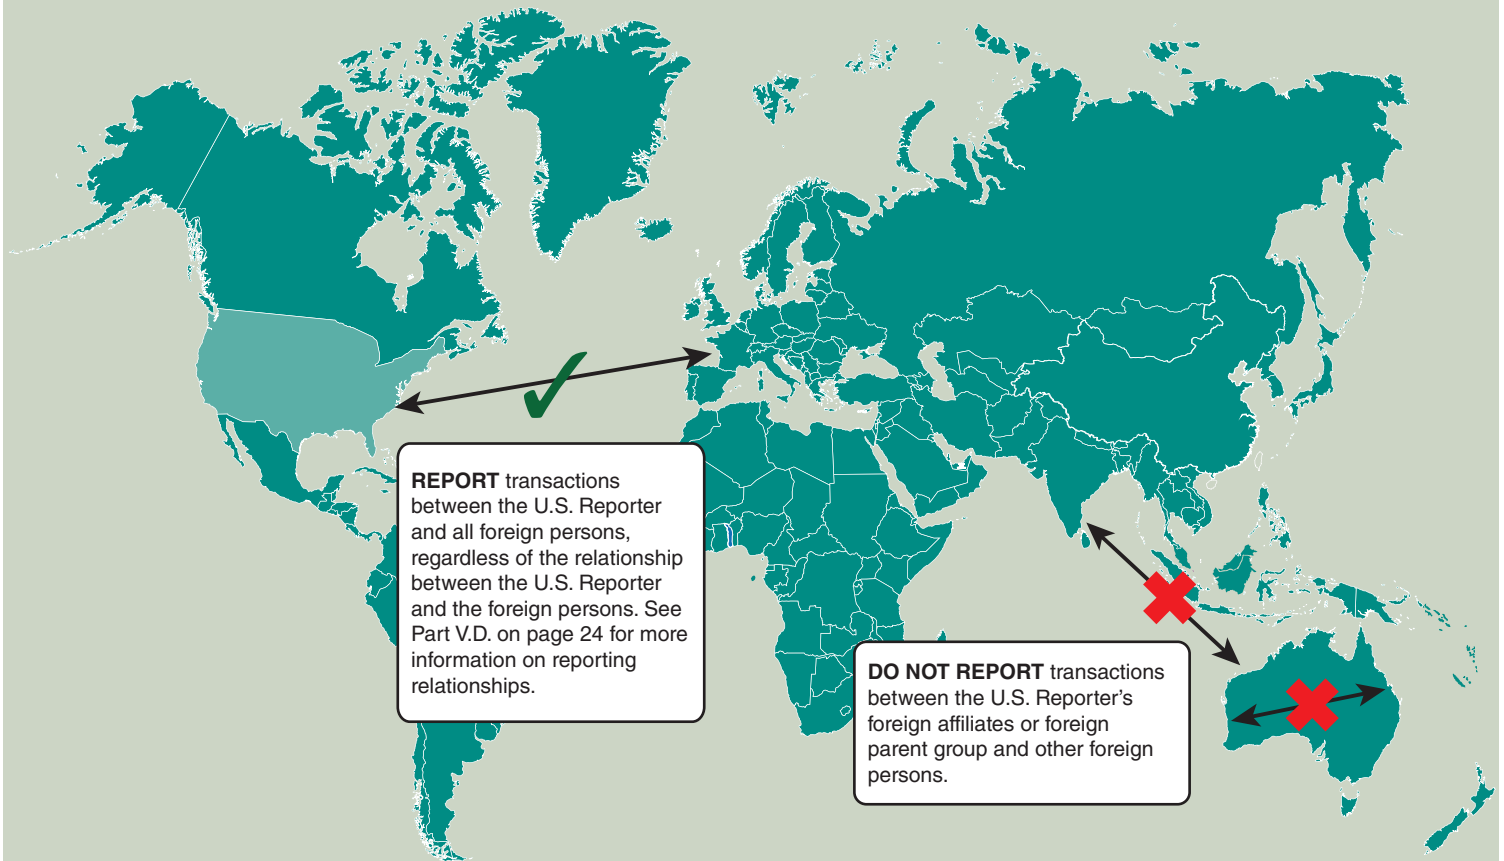 REPORT transactions
between the U.S. Reporter
and all foreign persons,
regardless of the relationship
between the U.S. Reporter
and the foreign persons. See
Part V.D. on page 24 for more
information on reporting
relationships.
DO NOT REPORT transactions
between the U.S. Reporter’s
foreign affiliates or foreign
parent group and other foreign
persons.